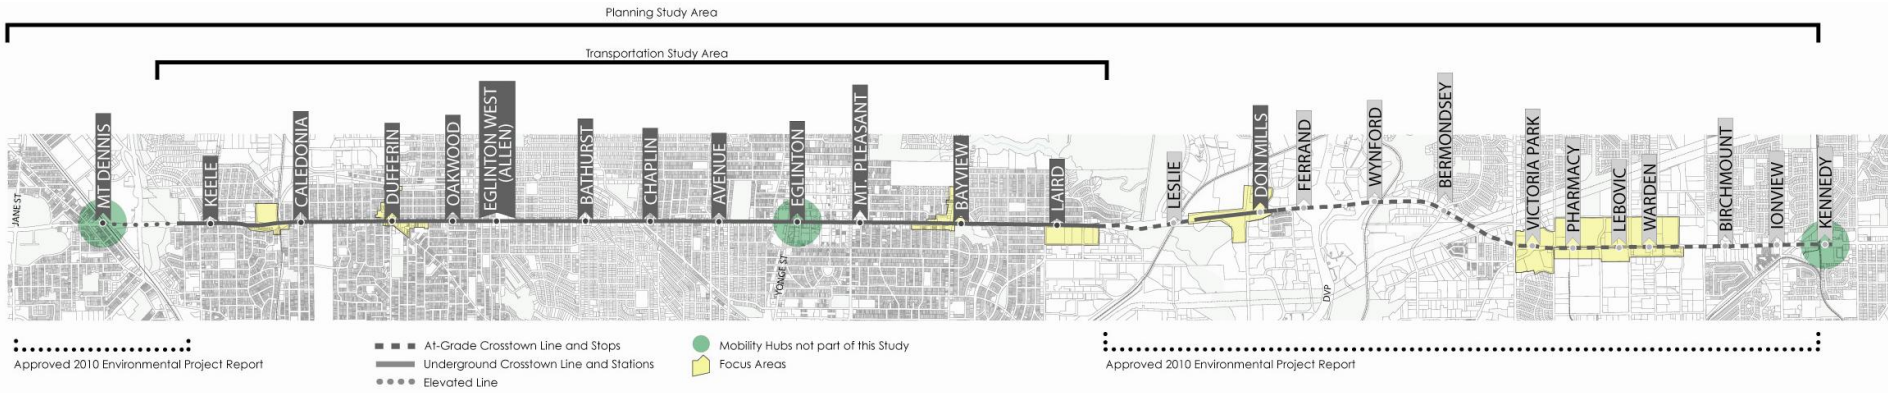 Planning Study Area
Transportation Study Area
JANE ST
MT DENNIS
KEELE
CALEDONIA
DUFFERIN
OAKWOOD
EGLINTON WEST
(ALLEN)
BATHURST
CHAPLIN
AVENUE
YONGE ST
EGLINTON
MT. PLEASANT
BAYVIEW
LAIRD
LESLIE
DON MILLS
FERRAND
DVP
WYNFORD
BERMONDSEY
VICTORIA PARK
PHARMACY
LEBOVIC
WARDEN
BIRCHMOUNT
IONVIEW
KENNEDY
Approved 2010 Environmental Project Report
At-Grade Crosstown Line and Stops
Underground Crosstown Line and Stations
Elevated Line
Mobility Hubs not part of this Study
Focus Areas
Approved 2010 Environmental Project Report